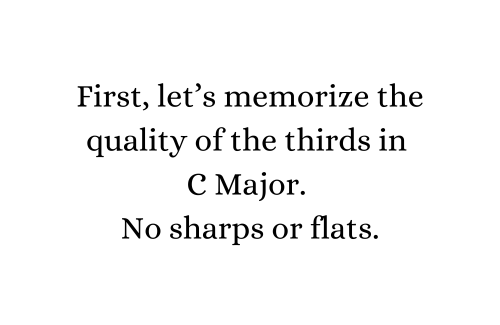 First, let’s memorize the
quality of the thirds in
C Major.
No sharps or flats.